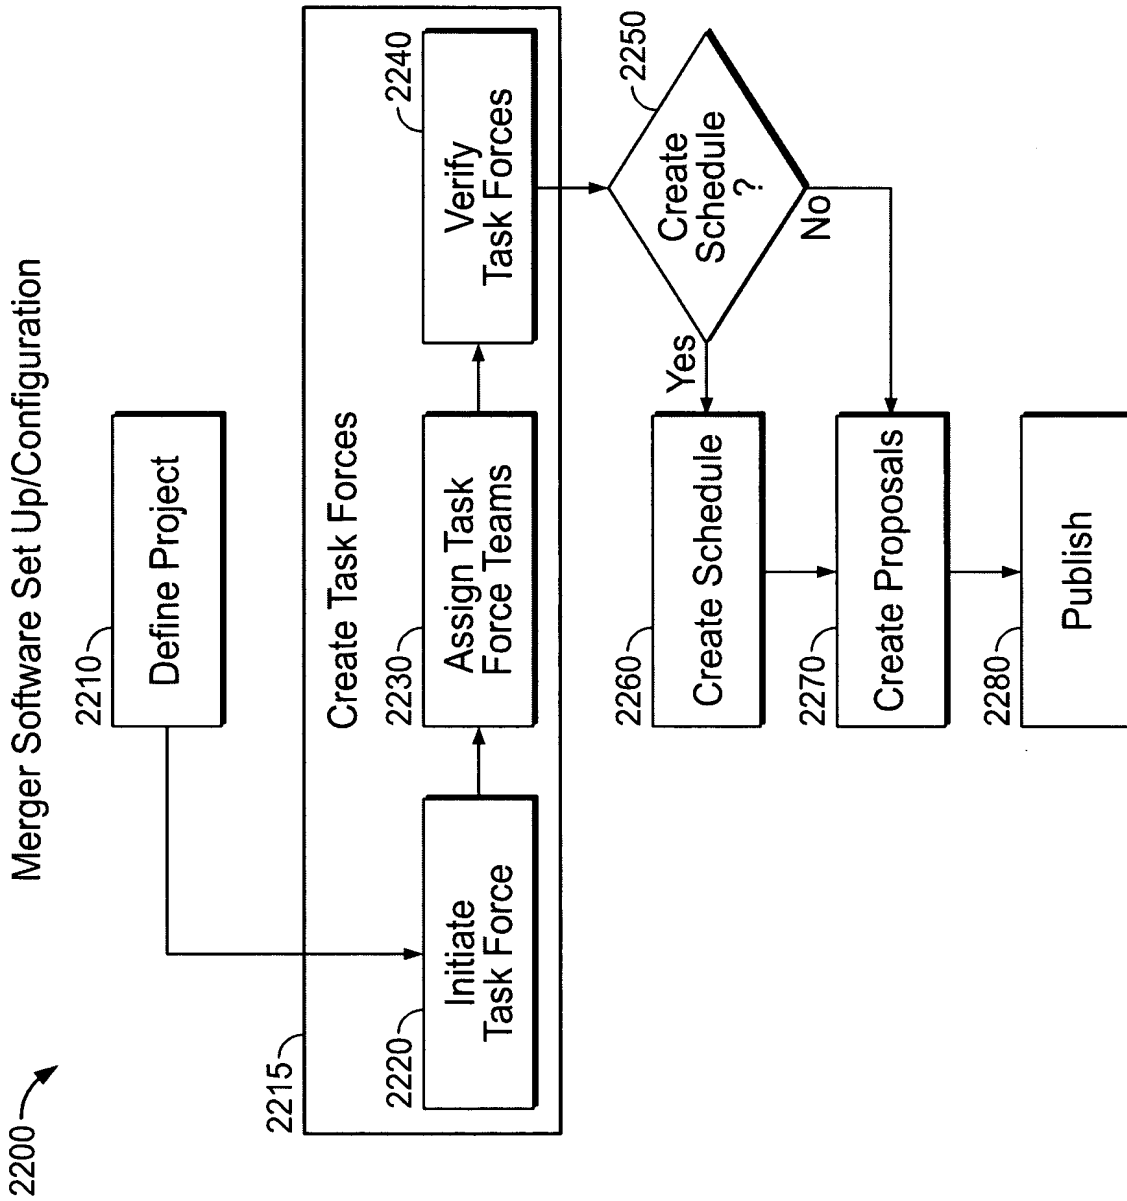 2200
Merger Software Set Up/Configuration
2210
Define Project
2215
Create Task Forces
2220
Initiate
Task Force
2230
Assign Task
Force Teams
2240
Verify
Task Forces
2250
Create
Schedule
?
Yes
No
2260
Create Schedule
2270
Create Proposals
2280
Publish